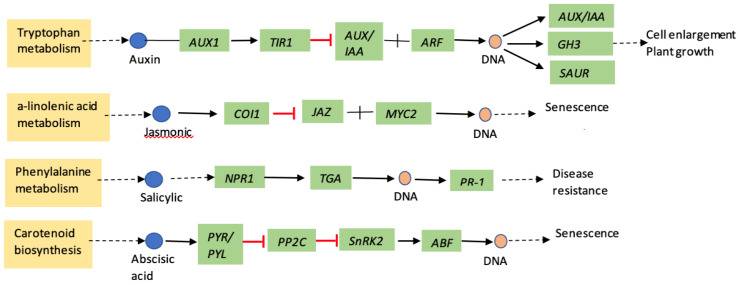 Tryptophan
metabolism
Auxin
AUX1
TIR1
AUX/
IAA
ARF
DNA
AUX/IAA
GH3
SAUR
Cell enlargement
Plant growth
a-linolenic acid
metabolism
Jasmonic
COI1
JAZ
MYC2
DNA
Senescence
Phenylalanine
metabolism
Salicylic
NPR1
TGA
DNA
PR-1
Disease
resistance
Carotenoid
biosynthesis
Abscisic
acid
PYR/
PYL
PP2C
SnRK2
ABF
DNA
Senescence